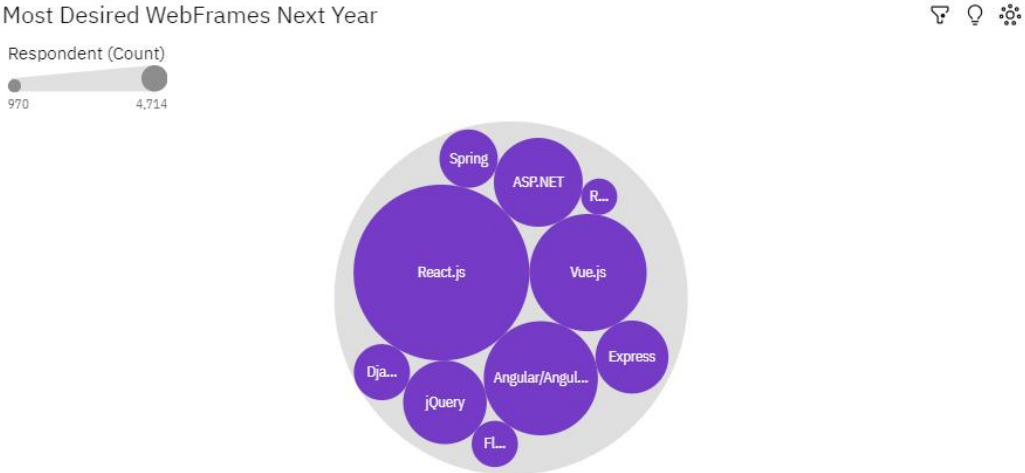 Most Desired WebFrames Next Year
Respondent (Count)
970 4,714
Spring
ASP.NET
R...
React.js
Vue.js
Express
Dja...
Angular/Angul...
jQuery
Fl...